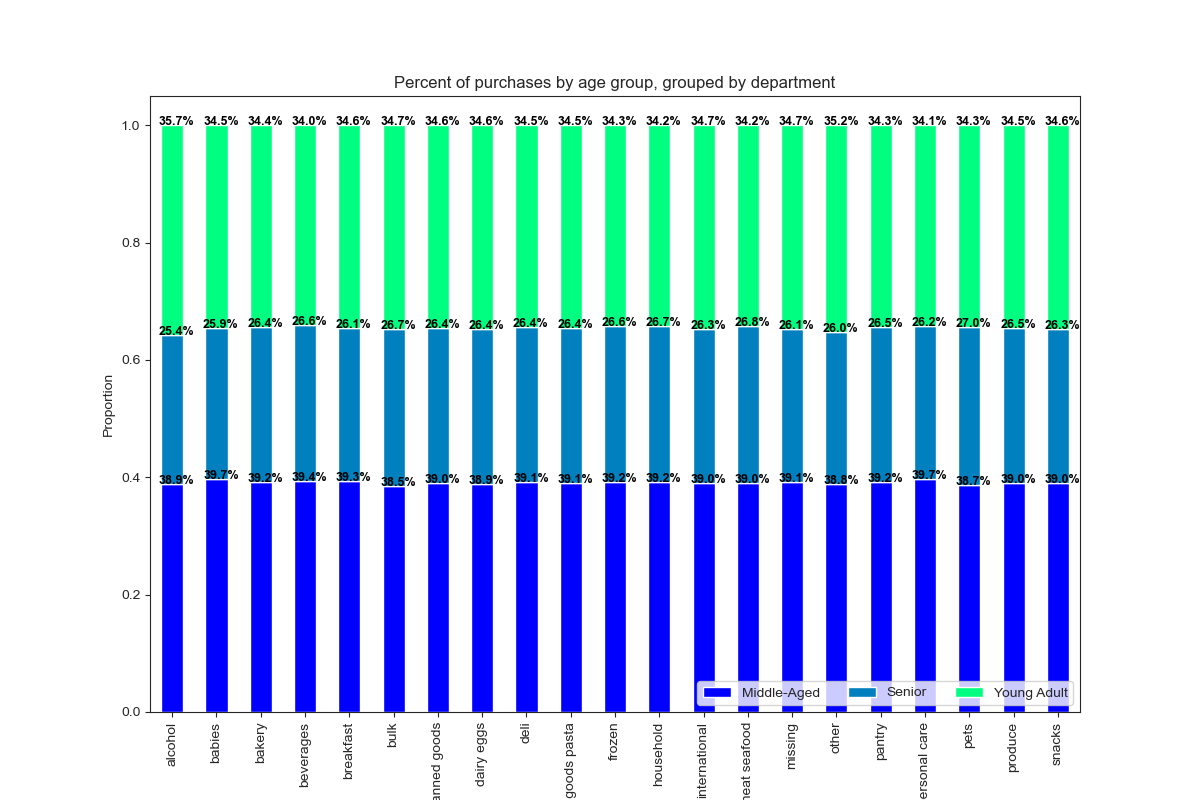 Percent of purchases by age group, grouped by department
35.7% 34.5% 34.4% 34.0% 34.6% 34.7% 34.6% 34.6% 34.5% 34.5% 34.3% 34.2% 34.7% 34.2% 34.7% 35.2% 34.3% 34.1% 34.3% 34.5% 34.6%
1.0
0.8
25.4% 25.9% 26.4% 26.6% 26.1% 26.7% 26.4% 26.4% 26.4% 26.4% 26.6% 26.7% 26.3% 26.8% 26.1% 26.0% 26.5% 26.2% 27.0% 26.5% 26.3%
0.6
Proportion
38.9% 39.7% 39.2% 39.4% 39.3% 38.5% 39.0% 38.9% 39.1% 39.1% 39.2% 39.2% 39.0% 39.0% 39.1% 38.8% 39.2% 39.7% 38.7% 39.0% 39.0%
0.4
0.2
Middle-Aged Senior Young Adult
0.0
alcohol
babies
bakery
beverages
breakfast
bulk
anned goods
dairy eggs
deli
goods pasta
frozen
household
international
neat seafood
missing
other
pantry
ersonal care
pets
produce
snacks